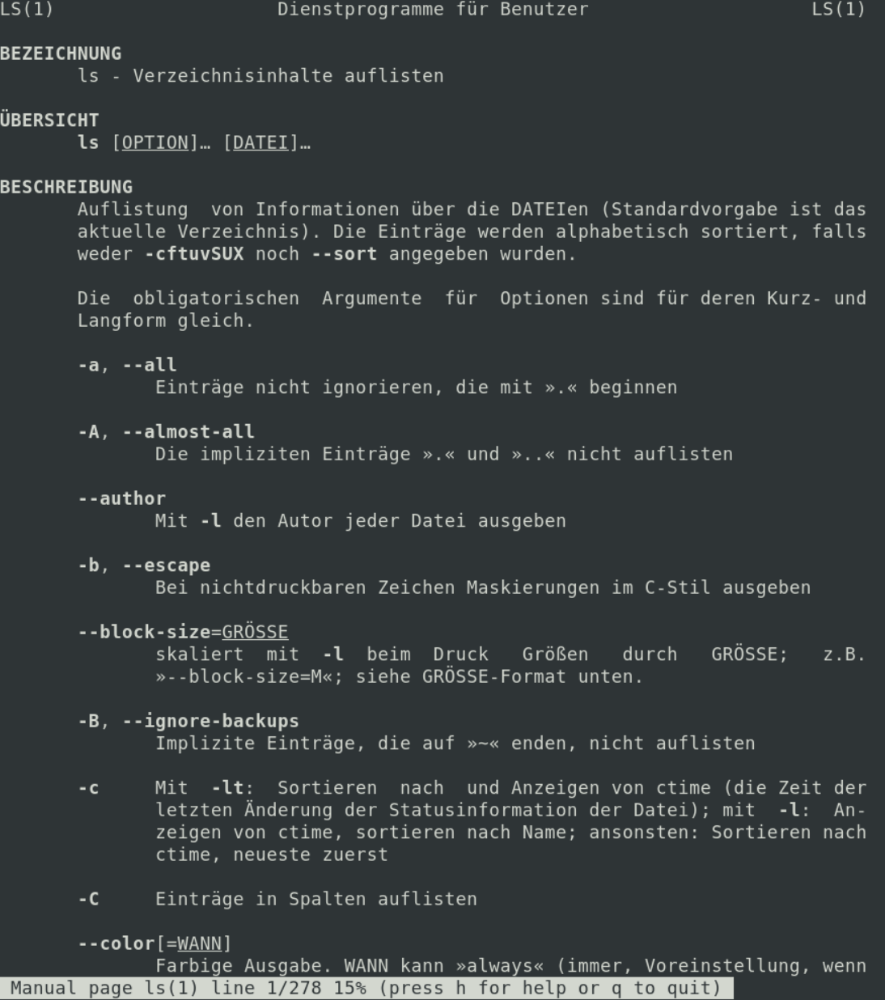 LS(1) Dienstprogramme für Benutzer LS(1)
BEZEICHNUNG
ls - Verzeichnisinhalte auflisten
ÜBERSICHT
ls [OPTION]… [DATEI]…
BESCHREIBUNG
Auflistung von Informationen über die DATEIen (Standardvorgabe ist das
aktuelle Verzeichnis). Die Einträge werden alphabetisch sortiert, falls
weder -cftuvSUX noch --sort angegeben wurden.
Die obligatorischen Argumente für Optionen sind für deren Kurz- und
Langform gleich.
-a, --all
Einträge nicht ignorieren, die mit ».« beginnen
-A, --almost-all
Die impliziten Einträge ».« und »..« nicht auflisten
--author
Mit -l den Autor jeder Datei ausgeben
-b, --escape
Bei nichtdruckbaren Zeichen Maskierungen im C-Stil ausgeben
--block-size=GRÖSSE
skaliert mit -l beim Druck Größen durch GRÖSSE; z.B.
»--block-size=M«; siehe GRÖSSE-Format unten.
-B, --ignore-backups
Implizite Einträge, die auf »~« enden, nicht auflisten
-c Mit -lt: Sortieren nach und Anzeigen von ctime (die Zeit der
letzten Änderung der Statusinformation der Datei); mit -l: An-
zeigen von ctime, sortieren nach Name; ansonsten: Sortieren nach
ctime, neueste zuerst
-C Einträge in Spalten auflisten
--color[=WANN]
Farbige Ausgabe. WANN kann »always« (immer, Voreinstellung, wenn
Manual page ls(1) line 1/278 15% (press h for help or q to quit)